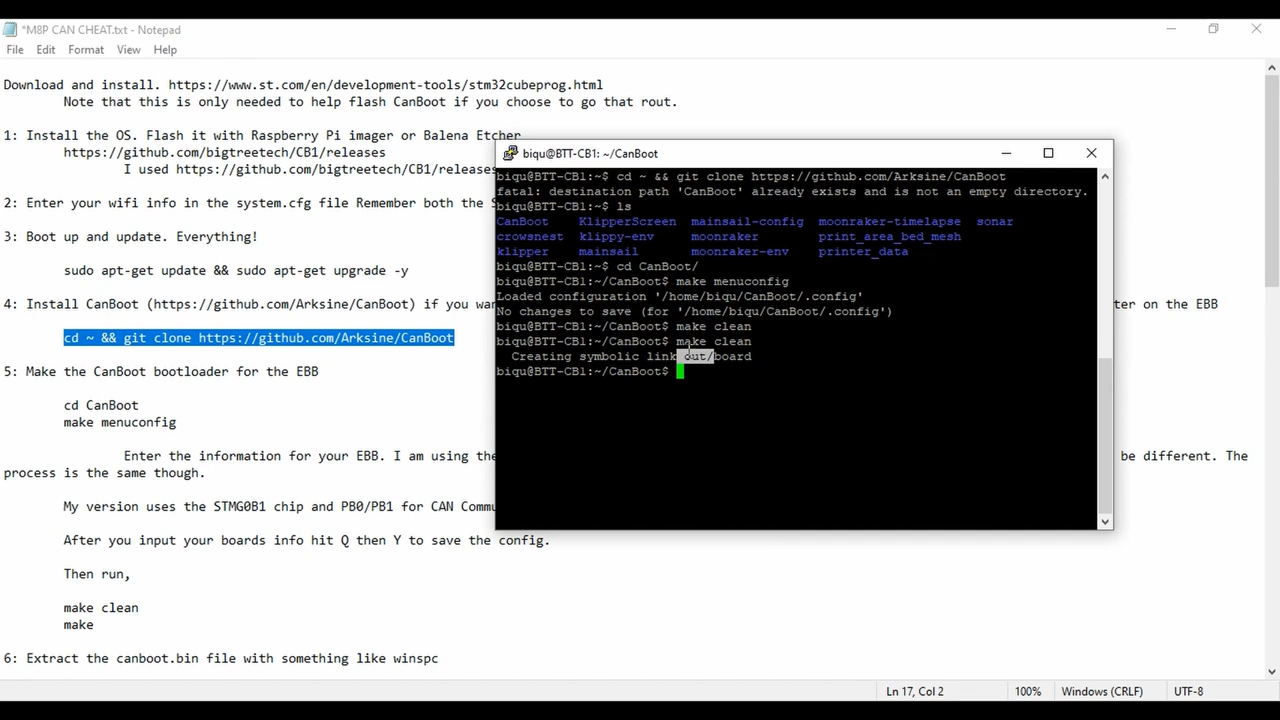 *M8P CAN CHEAT.txt - Notepad
File Edit Format View Help
Download and install. https://www.st.com/en/development-tools/stm32cubeprog.html
Note that this is only needed to help flash CanBoot if you choose to go that rout.
1: Install the OS. Flash it with Raspberry Pi imager or Balena Etcher
https://github.com/bigtreetech/CB1/releases
I used https://github.com/bigtreetech/CB1/releases
2: Enter your wifi info in the system.cfg file Remember both the S
3: Boot up and update. Everything!
sudo apt-get update && sudo apt-get upgrade -y
4: Install CanBoot (https://github.com/Arksine/CanBoot) if you wan ter on the EBB
cd ~ && git clone https://github.com/Arksine/CanBoot
5: Make the CanBoot bootloader for the EBB
cd CanBoot
make menuconfig
Enter the information for your EBB. I am using the be different. The
process is the same though.
My version uses the STMG0B1 chip and PB0/PB1 for CAN Commu
After you input your boards info hit Q then Y to save the config.
Then run,
make clean
make
6: Extract the canboot.bin file with something like winspc
Ln 17, Col 2 100% Windows (CRLF) UTF-8
biqu@BTT-CB1: ~/CanBoot
biqu@BTT-CB1:~$ cd ~ && git clone https://github.com/Arksine/CanBoot
fatal: destination path 'CanBoot' already exists and is not an empty directory.
biqu@BTT-CB1:~$ ls
CanBoot KlipperScreen mainsail-config moonraker-timelapse sonar
crowsnest klippy-env moonraker print_area_bed_mesh
klipper mainsail moonraker-env printer_data
biqu@BTT-CB1:~$ cd CanBoot/
biqu@BTT-CB1:~/CanBoot$ make menuconfig
Loaded configuration '/home/biqu/CanBoot/.config'
No changes to save (for '/home/biqu/CanBoot/.config')
biqu@BTT-CB1:~/CanBoot$ make clean
biqu@BTT-CB1:~/CanBoot$ make clean
Creating symbolic link out/board
biqu@BTT-CB1:~/CanBoot$